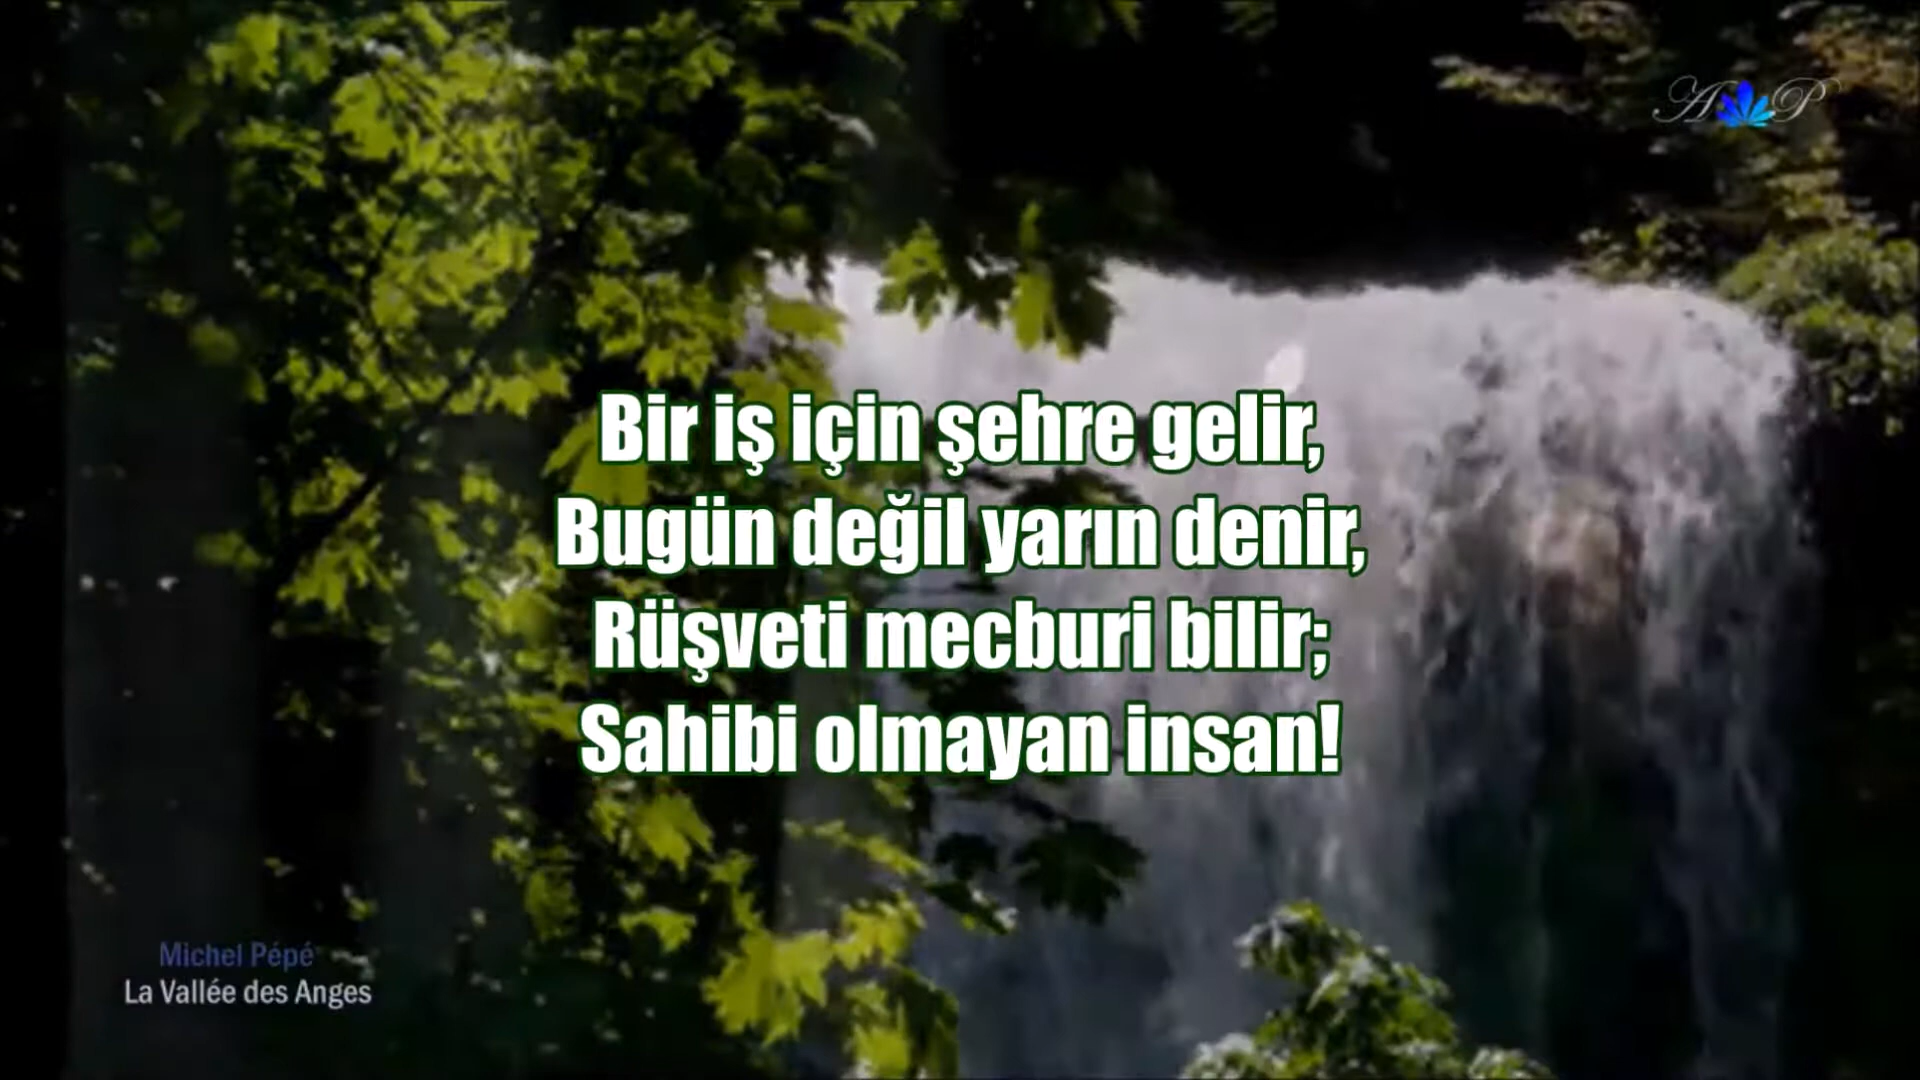 A P
Bir iş için şehre gelir,
Bugün değil yarın denir,
Rüşveti mecburi bilir;
Sahibi olmayan insan!
Michel Pépé
La Vallée des Anges